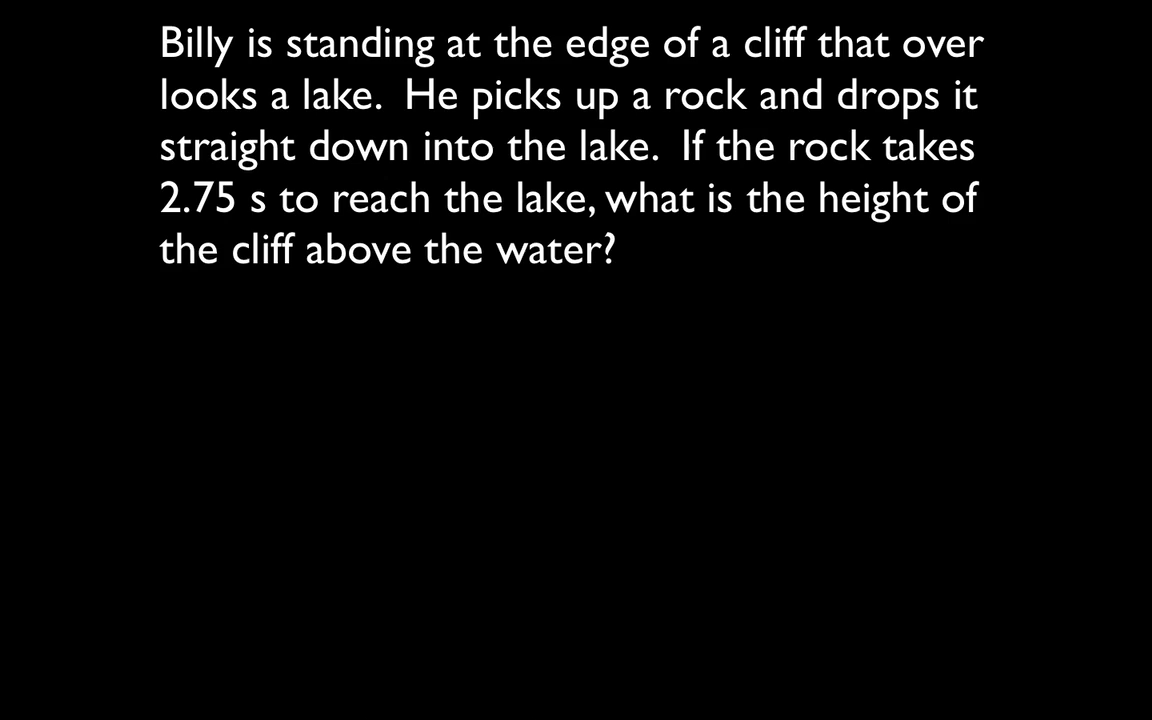 Billy is standing at the edge of a cliff that over
looks a lake.  He picks up a rock and drops it
straight down into the lake.  If the rock takes
2.75 s to reach the lake, what is the height of
the cliff above the water?